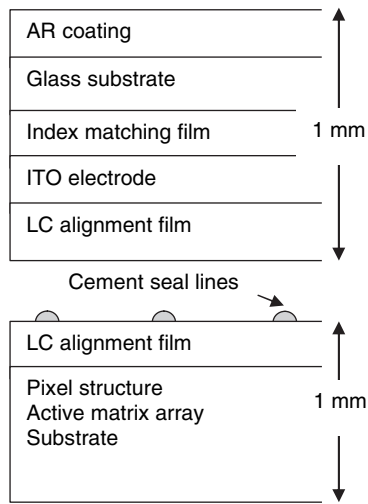 AR coating
Glass substrate
Index matching film
1 mm
ITO electrode
LC alignment film
Cement seal lines
LC alignment film
Pixel structure
Active matrix array
Substrate
1 mm